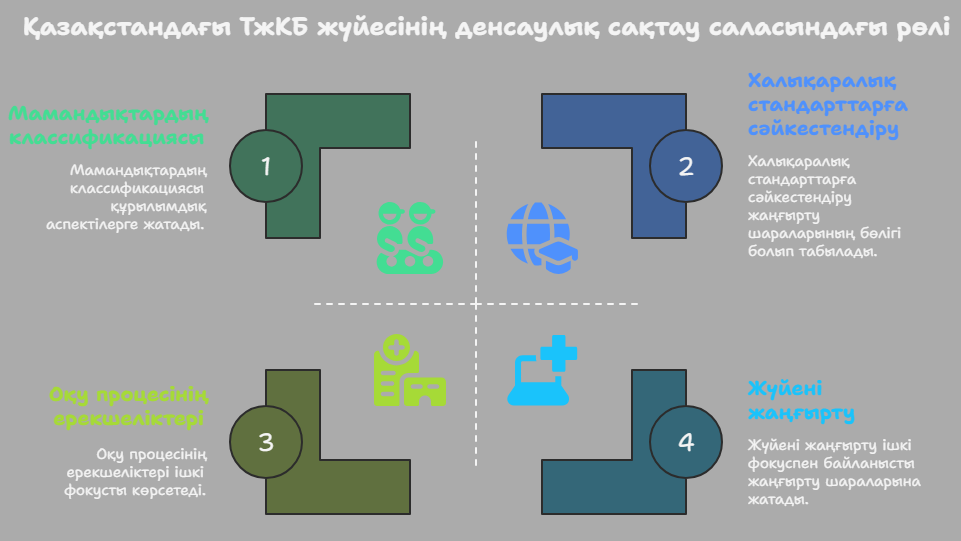 Қазақстандағы ТжКБ жүйесінің денсаулық сақтау саласындағы рөлі
Мамандықтардың
классификациясы
Мамандықтардың
классификациясы
құрылымдық
аспектілерге жатады.
1
2
Халықаралық
стандарттарға
сәйкестендіру
Халықаралық
стандарттарға
сәйкестендіру
жаңғырту
шараларының бөлігі
болып табылады.
Оқу процесінің
ерекшеліктері
Оқу процесінің
ерекшеліктері ішкі
фокусты көрсетеді.
3
4
Жүйені
жаңғырту
Жүйені жаңғырту ішкі
фокуспен байланысты
жаңғырту шараларына
жатады.